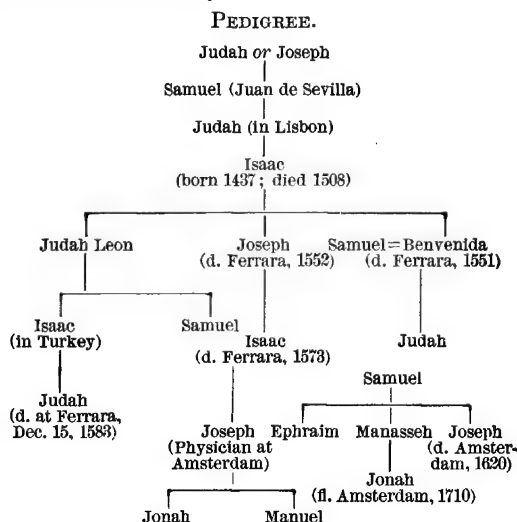 PEDIGREE.
Judah or Joseph
Samuel (Juan de Sevilla)
Judah (in Lisbon)
Isaac
(born 1437; died 1508)
Judah Leon Joseph Samuel=Benvenida
(d. Ferrara, 1552) (d. Ferrara, 1551)
Isaac Samuel Isaac Judah
(in Turkey) (d. Ferrara, 1573)
Samuel
Judah
(d. at Ferrara,
Dec. 15, 1583)
Joseph Ephraim Manasseh Joseph
(Physician at (d. Amster-
Amsterdam) dam, 1620)
Jonah
(fl. Amsterdam, 1710)
Jonah Manuel